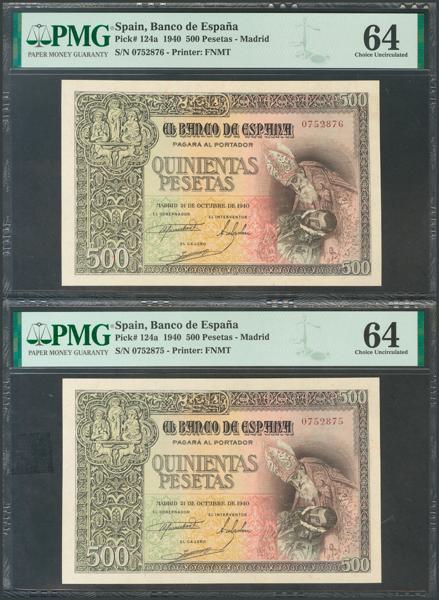 PMG
PAPER MONEY GUARANTY
Spain, Banco de España
Pick# 124a 1940 500 Pesetas - Madrid
S/N 0752876 - Printer: FNMT
64
Choice Uncirculated
500
EL BANCO DE ESPAÑA
0752876
PAGARÁ AL PORTADOR
QUINIENTAS
PESETAS
MADRID 21 DE OCTUBRE DE 1940
EL GOBERNADOR
EL INTERVENTOR
EL CAJERO
500
500
PMG
PAPER MONEY GUARANTY
Spain, Banco de España
Pick# 124a 1940 500 Pesetas - Madrid
S/N 0752875 - Printer: FNMT
64
Choice Uncirculated
500
EL BANCO DE ESPAÑA
0752875
PAGARÁ AL PORTADOR
QUINIENTAS
PESETAS
MADRID 21 DE OCTUBRE DE 1940
EL GOBERNADOR
EL INTERVENTOR
EL CAJERO
500
500